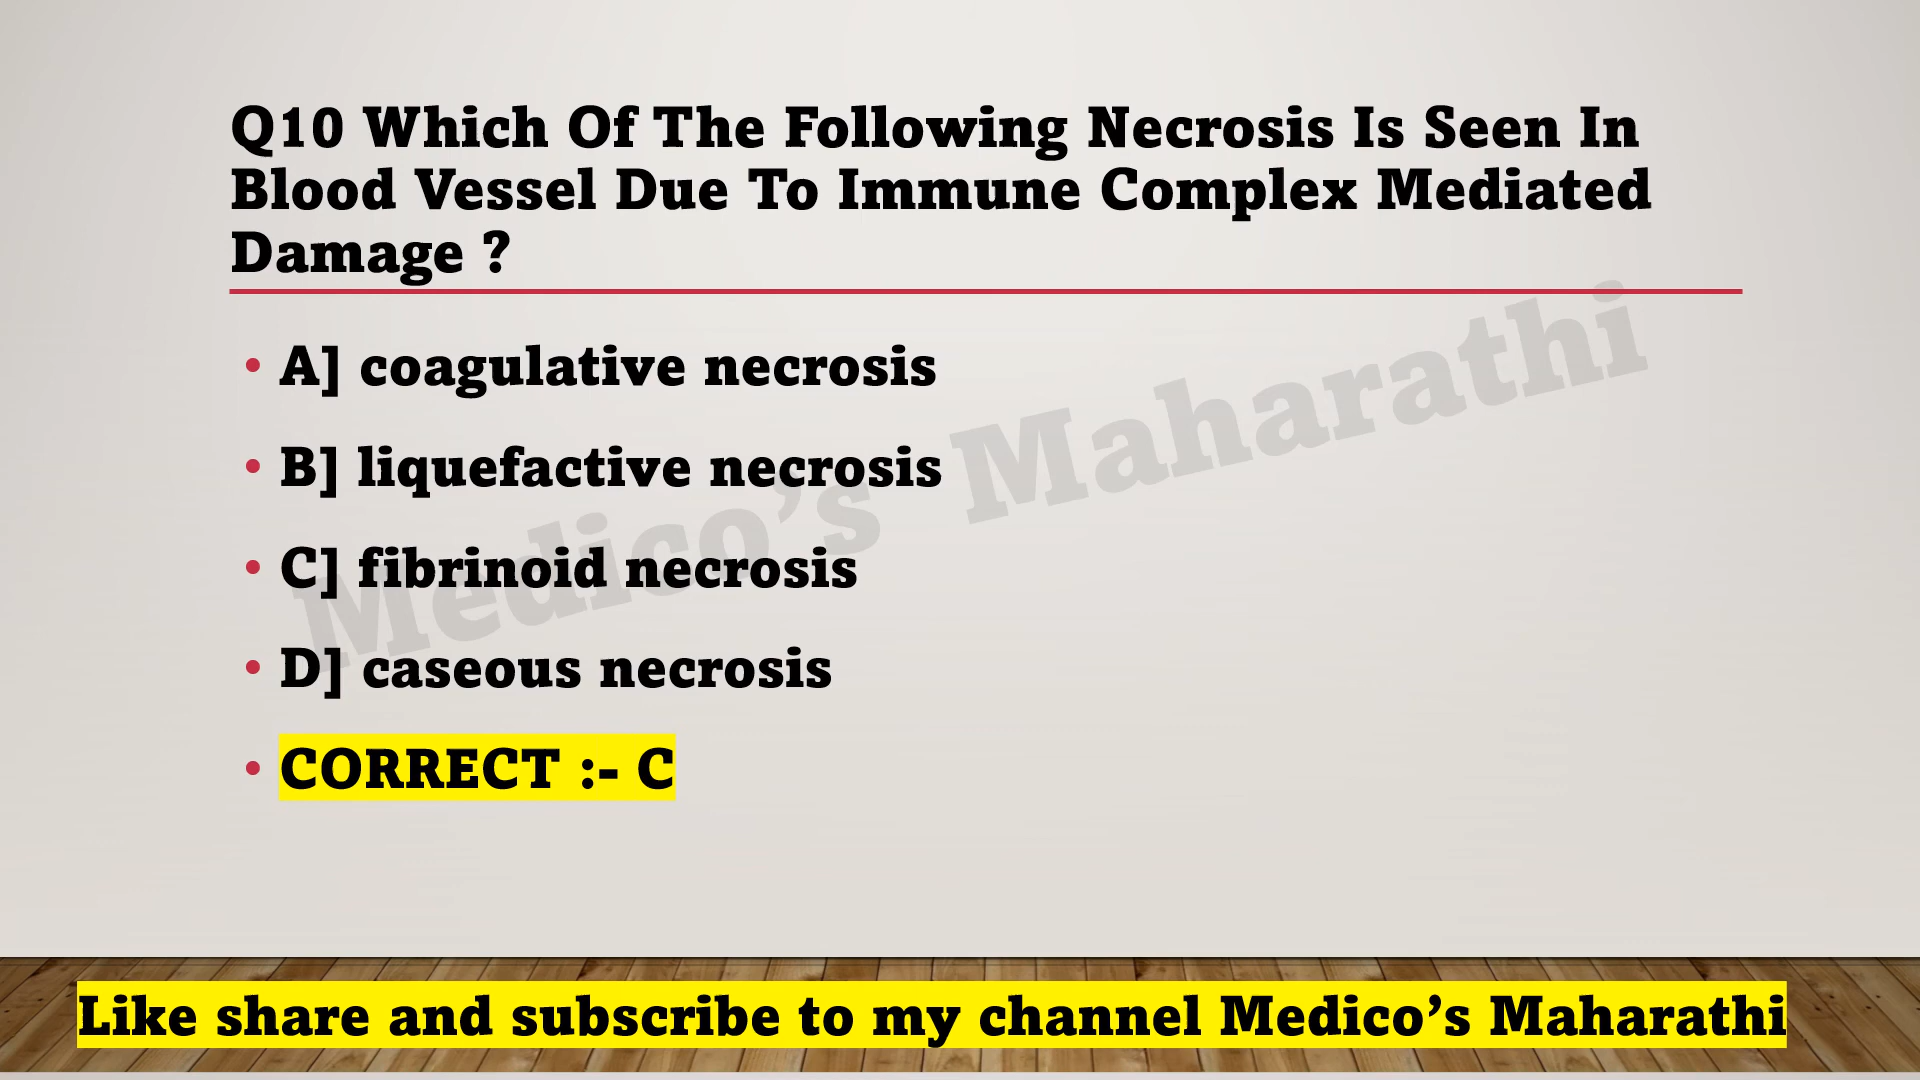 Q10 Which Of The Following Necrosis Is Seen In
Blood Vessel Due To Immune Complex Mediated
Damage ?
• A] coagulative necrosis
• B] liquefactive necrosis
• C] fibrinoid necrosis
• D] caseous necrosis
• CORRECT :- C
Medico’s Maharathi
Like share and subscribe to my channel Medico’s Maharathi